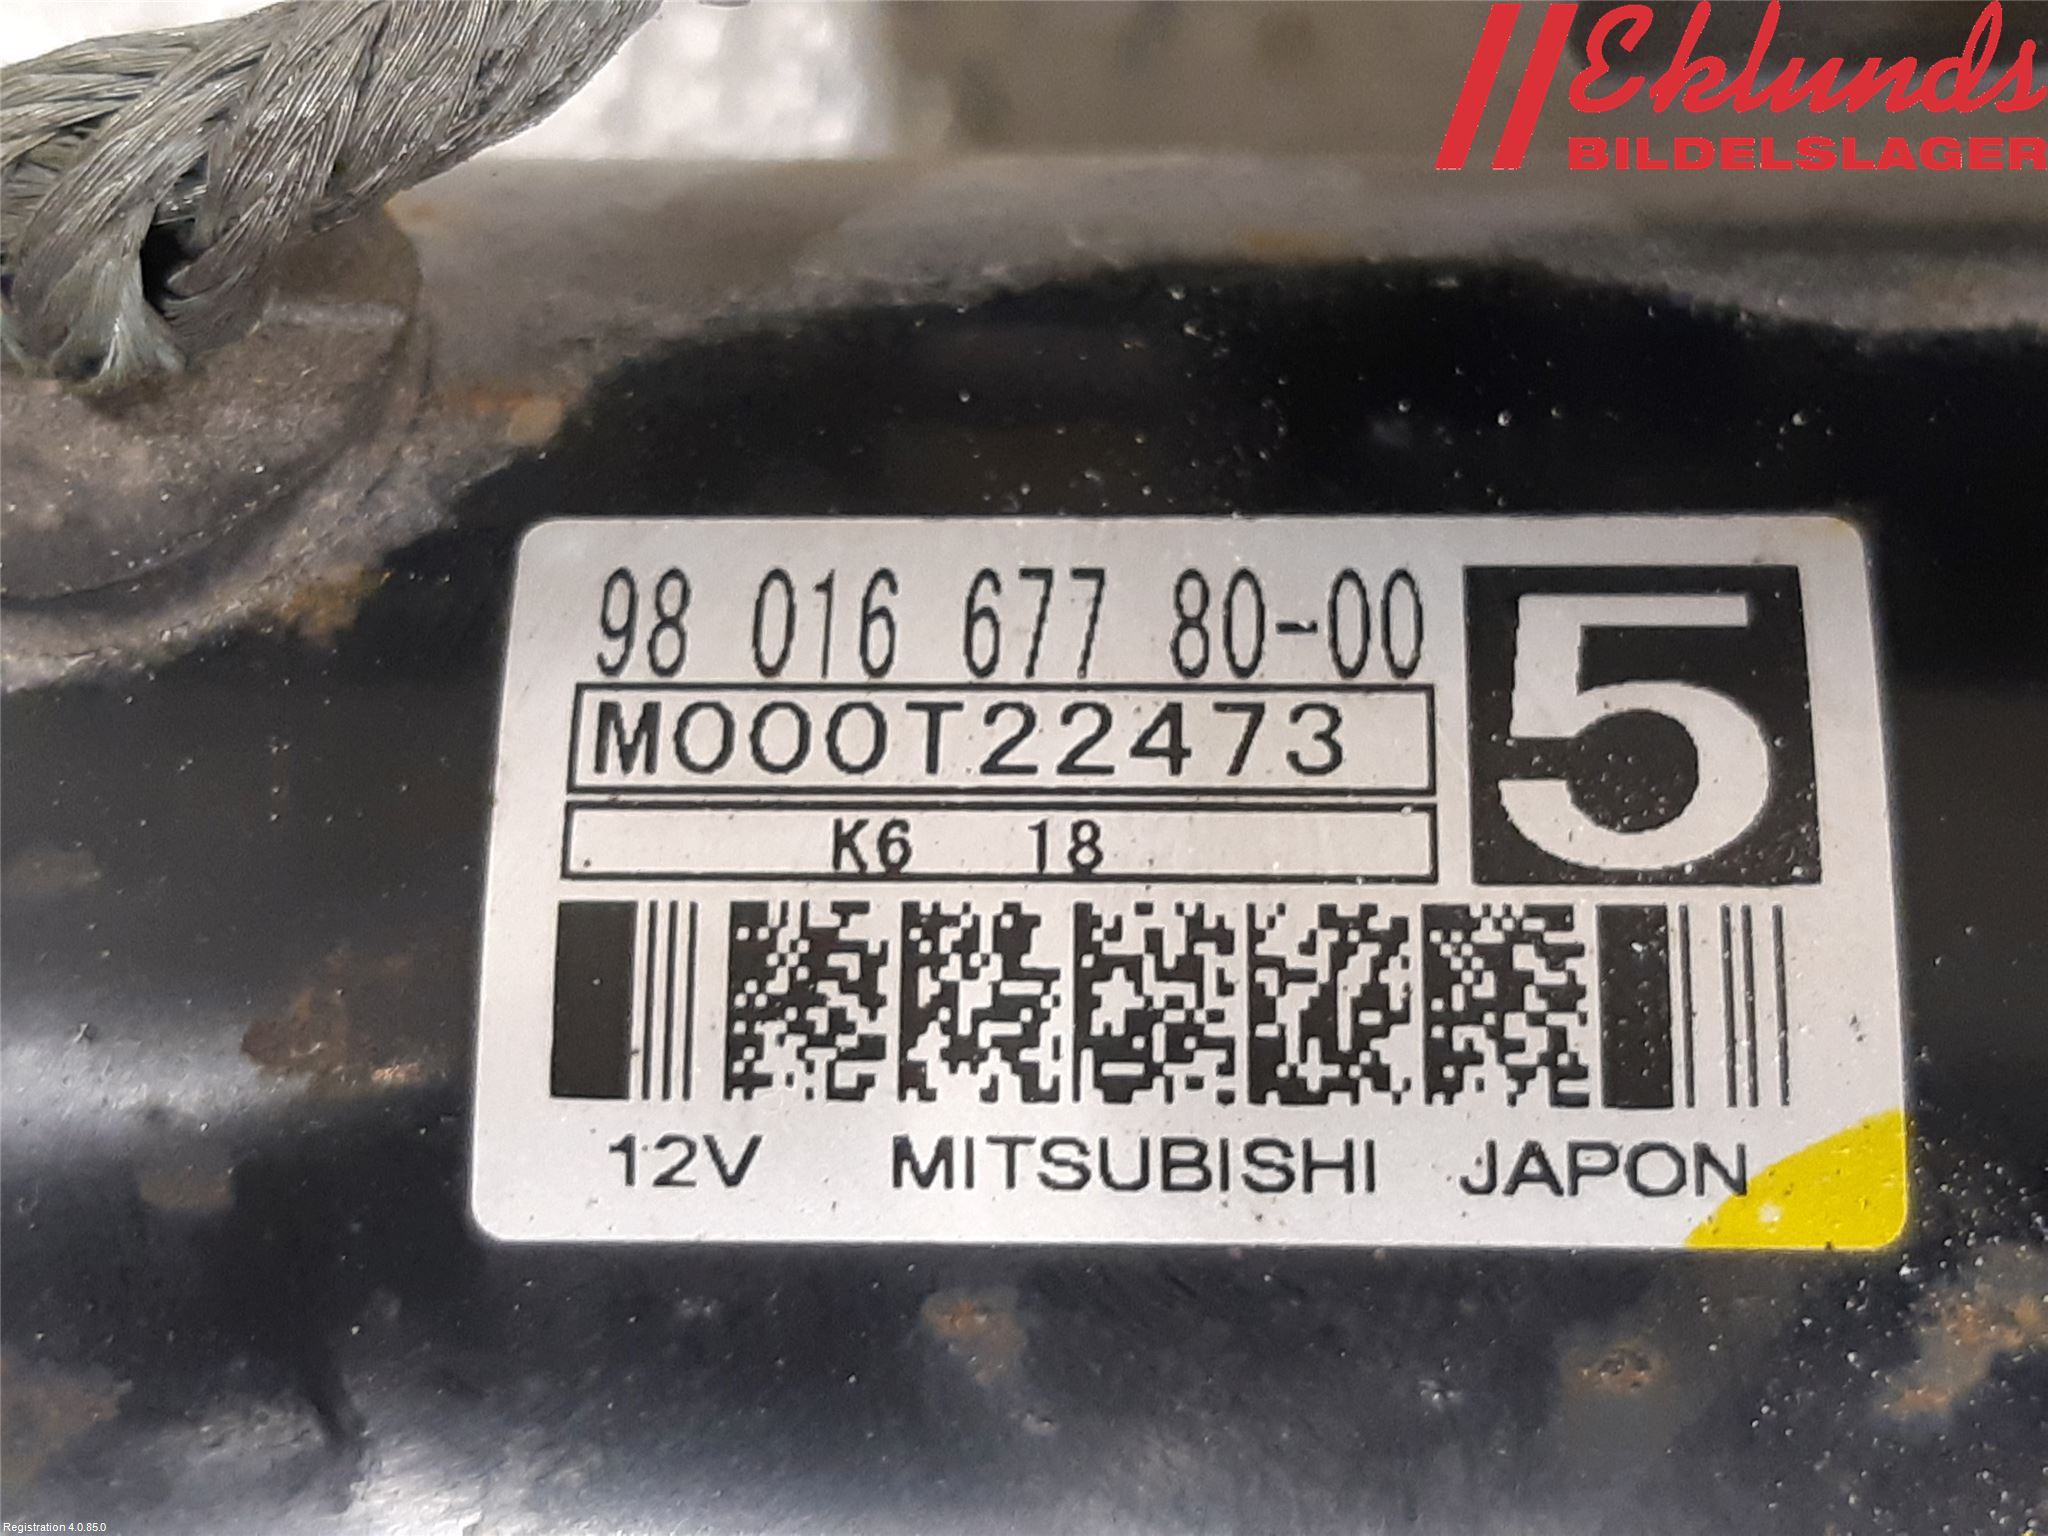 Eklunds
BILDELSLAGER
98 016 677 80-00
5
M000T22473
K6 18
12V MITSUBISHI JAPON
Registration 4.0.85.0